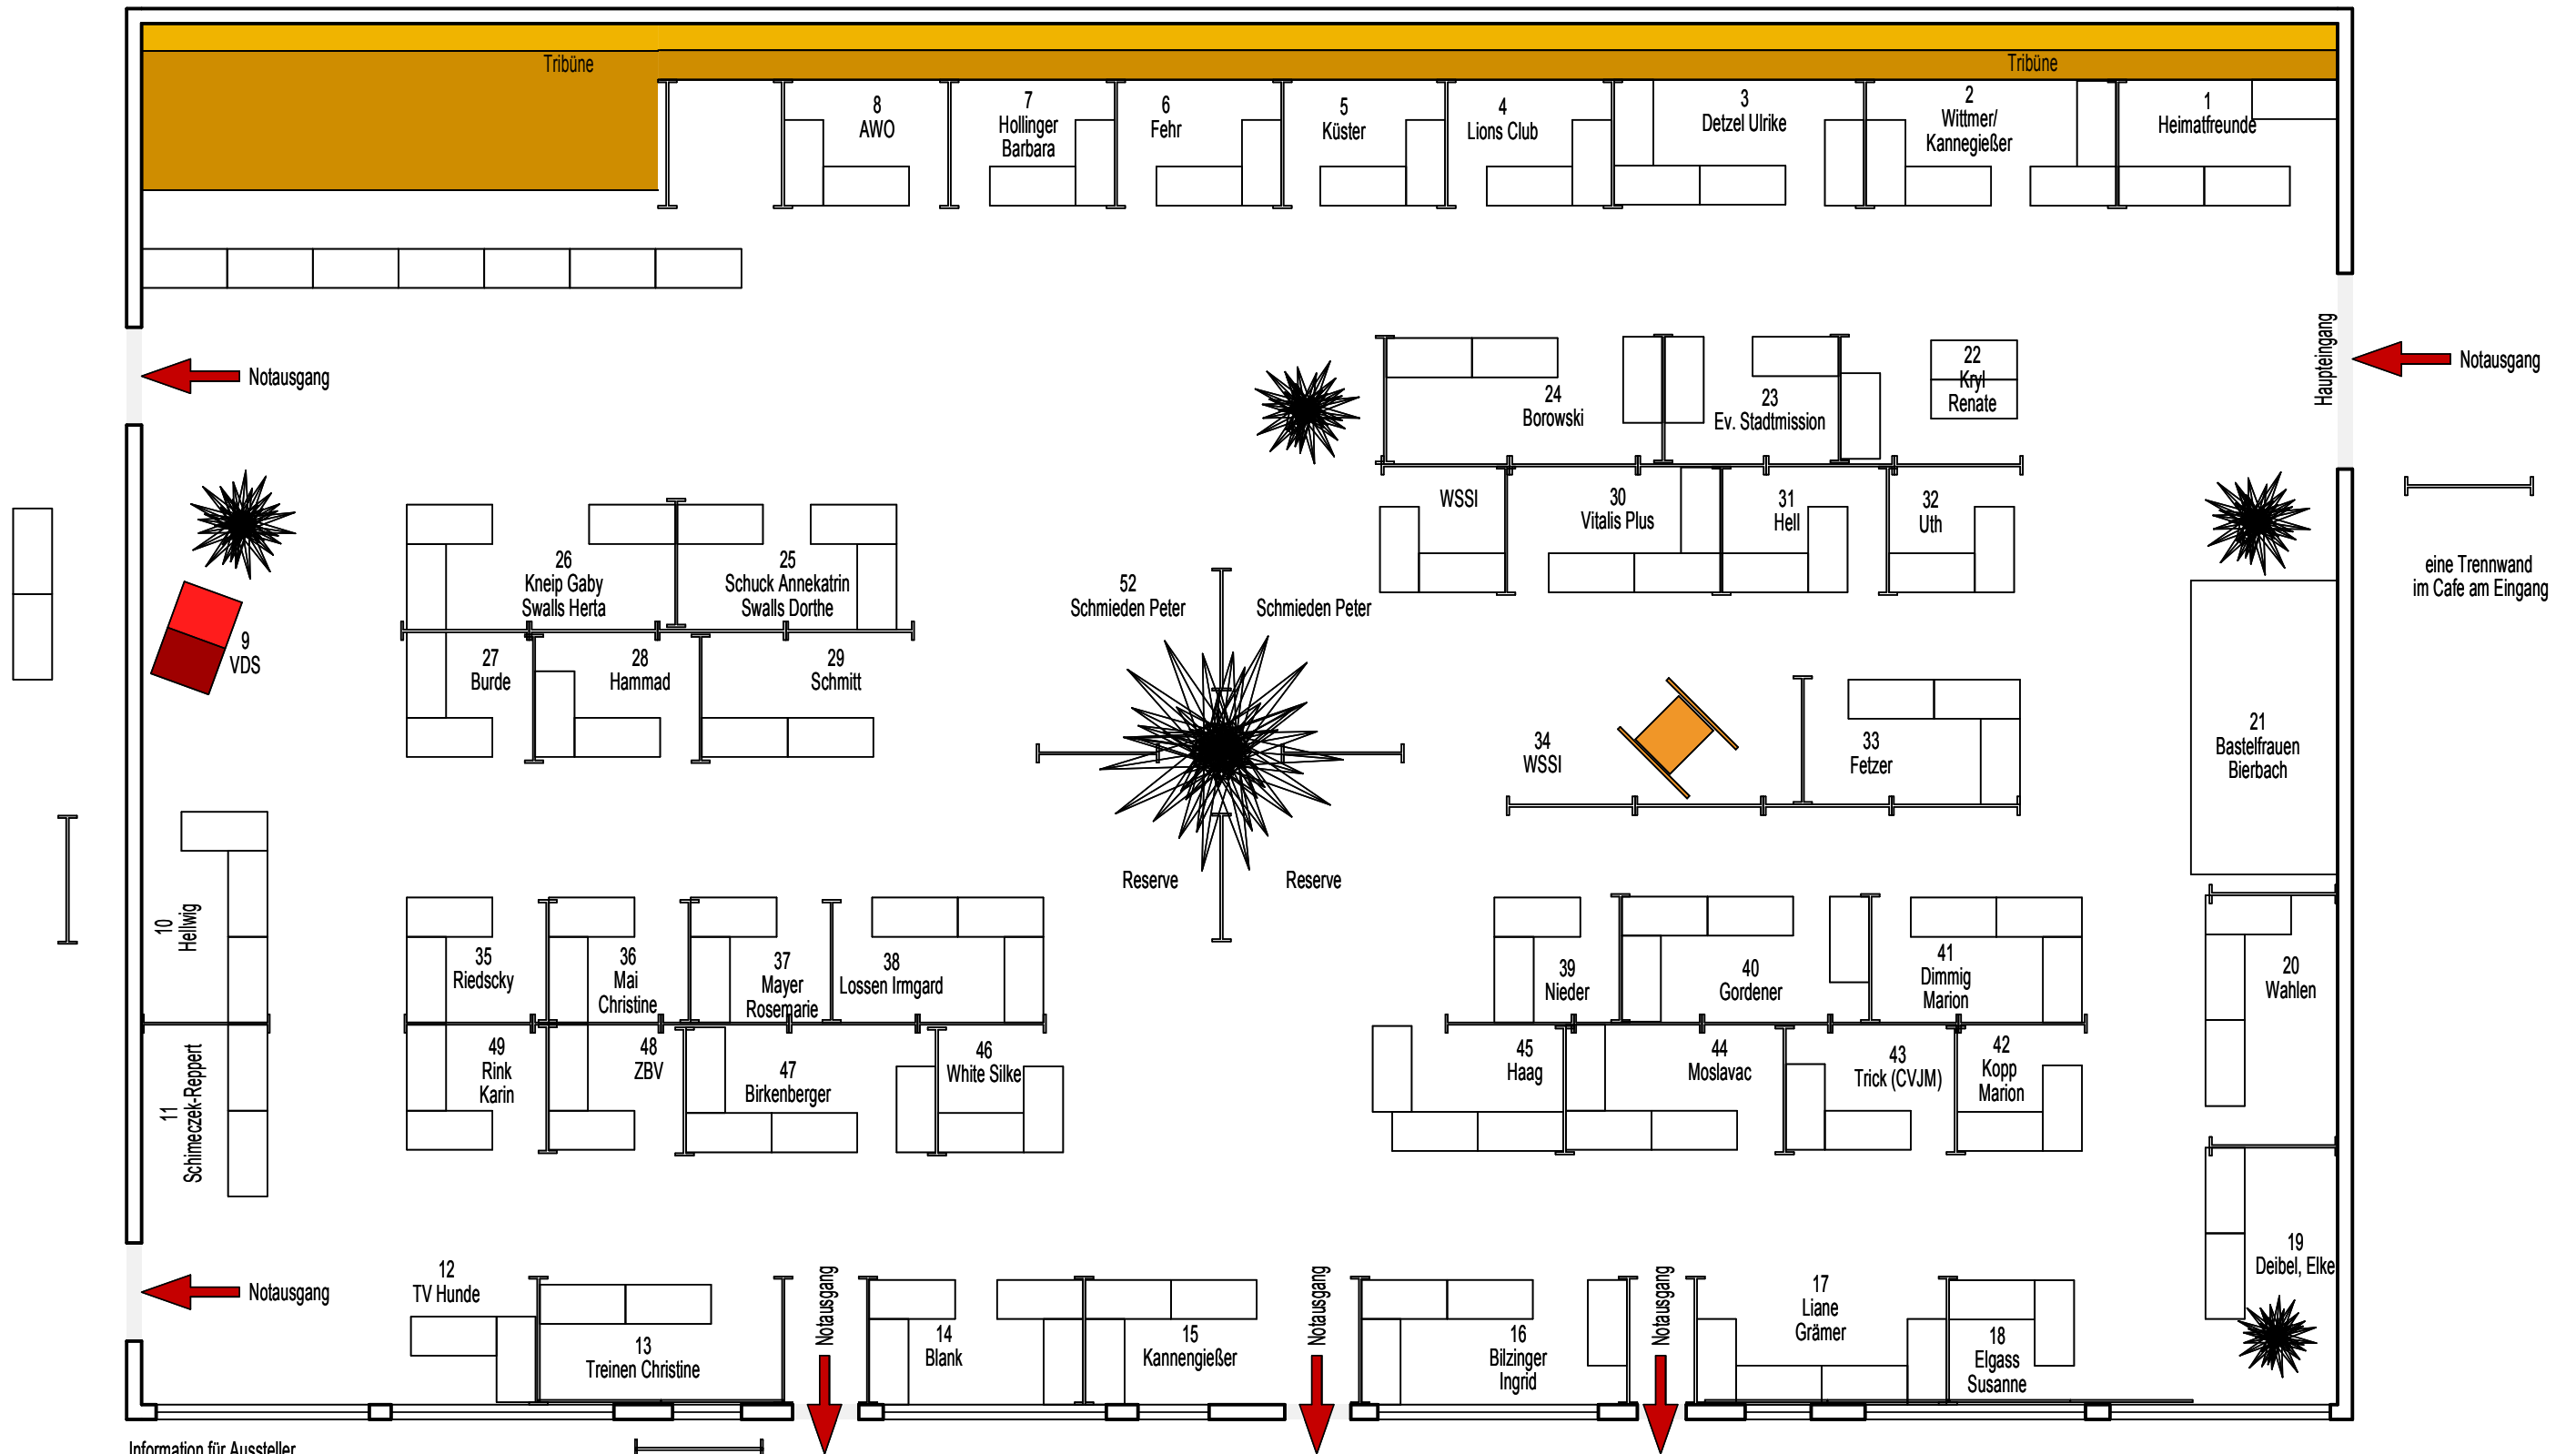 Tribüne
Tribüne
8
AWO
7
Hollinger
Barbara
6
Fehr
5
Küster
4
Lions Club
3
Detzel Ulrike
2
Wittmer/
Kannegießer
1
Heimatfreunde
Notausgang
24
Borowski
23
Ev. Stadtmission
22
Kryl
Renate
Haupteingang
Notausgang
WSSI
30
Vitalis Plus
31
Hell
32
Uth
eine Trennwand
im Cafe am Eingang
26
Kneip Gaby
Swalls Herta
25
Schuck Annekatrin
Swalls Dorthe
52
Schmieden Peter
Schmieden Peter
9
VDS
27
Burde
28
Hammad
29
Schmitt
34
WSSI
33
Fetzer
21
Bastelfrauen
Bierbach
Reserve
Reserve
10
Hellwig
35
Riedscky
36
Mai
Christine
37
Mayer
Rosemarie
38
Lossen Irmgard
39
Nieder
40
Gordener
41
Dimmig
Marion
20
Wahlen
11
Schimeczek-Reppert
49
Rink
Karin
48
ZBV
47
Birkenberger
46
White Silke
45
Haag
44
Moslavac
43
Trick (CVJM)
42
Kopp
Marion
19
Deibel, Elke
Notausgang
12
TV Hunde
13
Treinen Christine
Notausgang
14
Blank
15
Kannengießer
Notausgang
16
Bilzinger
Ingrid
Notausgang
17
Liane
Grämer
18
Elgass
Susanne
Information für Aussteller